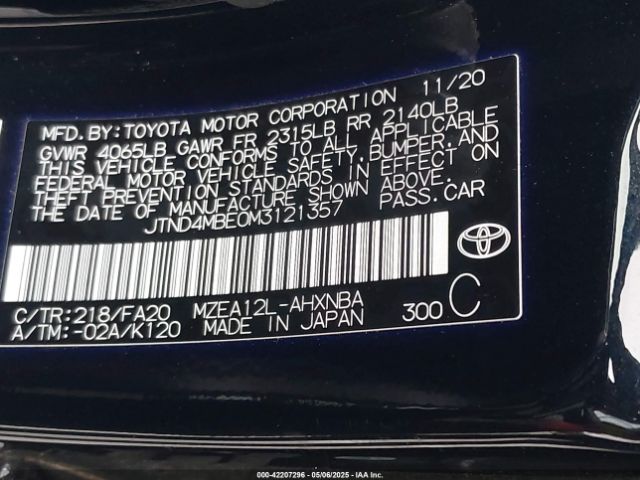 MFD. BY: TOYOTA MOTOR CORPORATION 11/20
GVWR 4065LB GAWR FR 2315LB RR 2140LB
THIS VEHICLE CONFORMS TO ALL APPLICABLE
FEDERAL MOTOR VEHICLE SAFETY, BUMPER, AND
THEFT PREVENTION STANDARDS IN EFFECT ON
THE DATE OF MANUFACTURE SHOWN ABOVE.
JTND4MBE0M3121357 PASS. CAR
C/TR: 218/FA20 MZEA12L-AHXNBA
A/TM: -02A/K120 MADE IN JAPAN 300 C
000-42207296 - 05/06/2025 - IAA Inc.